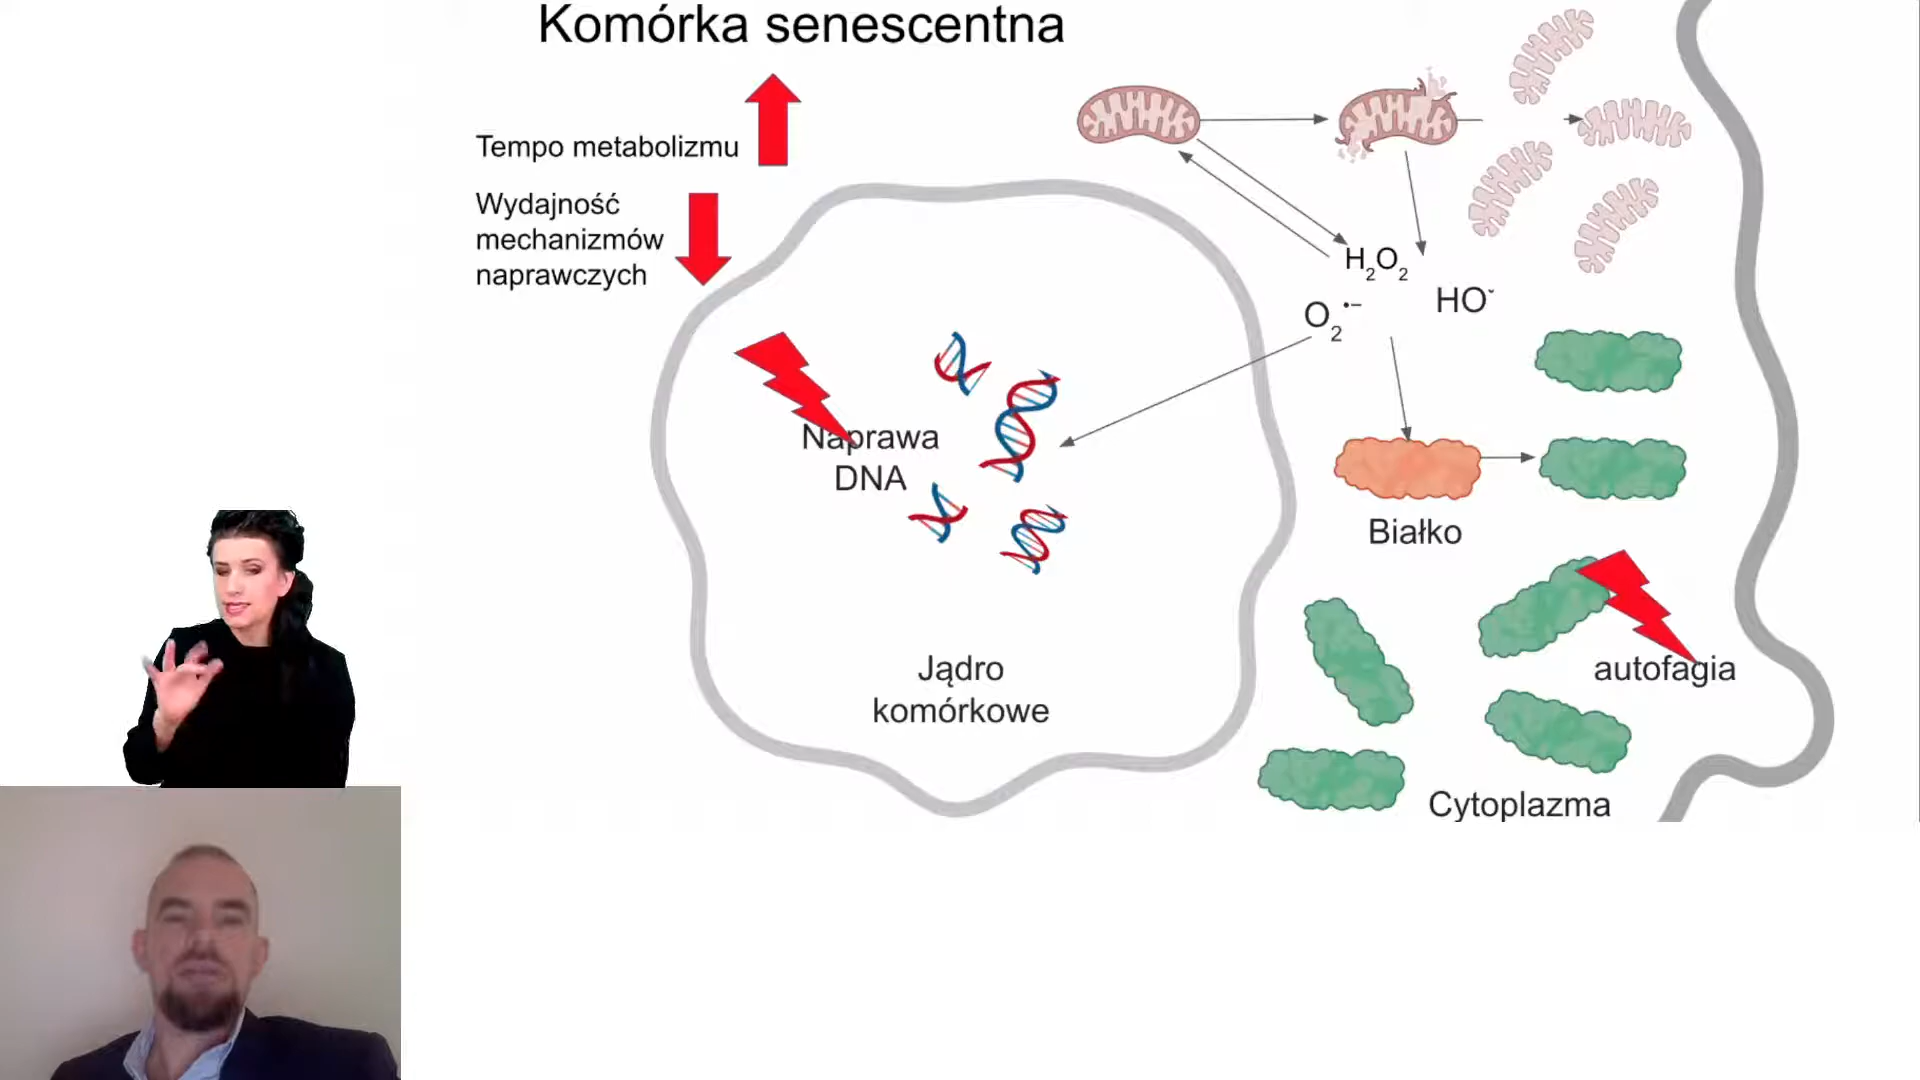 Komórka senescentna
Tempo metabolizmu
Wydajność
mechanizmów
naprawczych
H₂O₂
HO˙
O₂•−
Naprawa
DNA
Białko
Jądro
komórkowe
autofagia
Cytoplazma